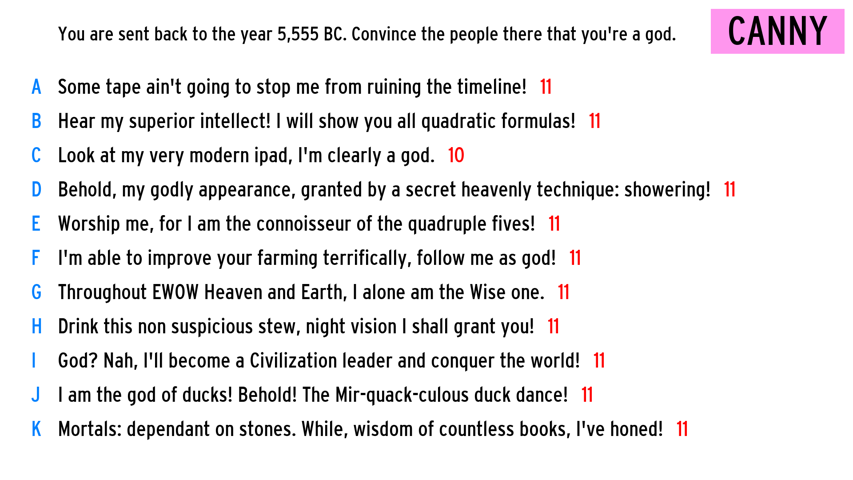 You are sent back to the year 5,555 BC. Convince the people there that you're a god.
CANNY
A Some tape ain't going to stop me from ruining the timeline! 11
B Hear my superior intellect! I will show you all quadratic formulas! 11
C Look at my very modern ipad, I'm clearly a god. 10
D Behold, my godly appearance, granted by a secret heavenly technique: showering! 11
E Worship me, for I am the connoisseur of the quadruple fives! 11
F I'm able to improve your farming terrifically, follow me as god! 11
G Throughout EWOW Heaven and Earth, I alone am the Wise one. 11
H Drink this non suspicious stew, night vision I shall grant you! 11
I God? Nah, I'll become a Civilization leader and conquer the world! 11
J I am the god of ducks! Behold! The Mir-quack-culous duck dance! 11
K Mortals: dependant on stones. While, wisdom of countless books, I've honed! 11